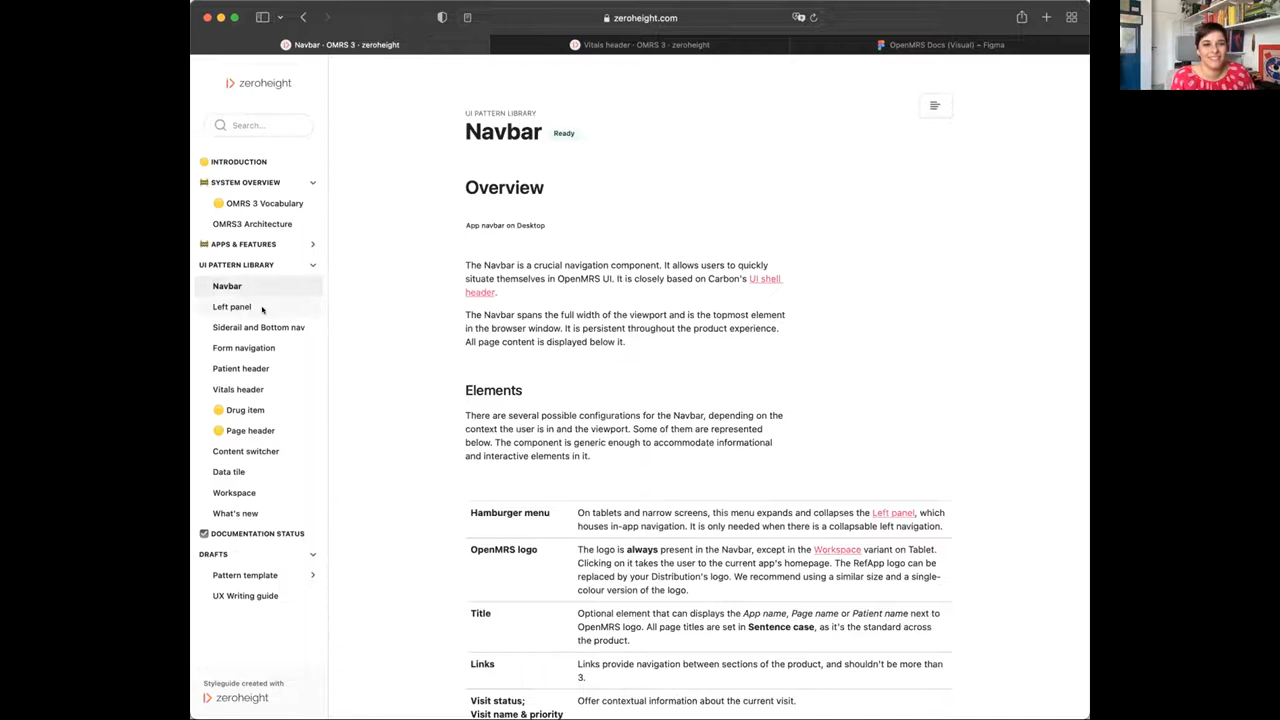 zeroheight.com
Navbar · OMRS 3 · zeroheight
Vitals header · OMRS 3 · zeroheight
OpenMRS Docs (Visual) – Figma
zeroheight
Search...
INTRODUCTION
SYSTEM OVERVIEW
OMRS 3 Vocabulary
OMRS3 Architecture
APPS & FEATURES
UI PATTERN LIBRARY
Navbar
Left panel
Siderail and Bottom nav
Form navigation
Patient header
Vitals header
Drug item
Page header
Content switcher
Data tile
Workspace
What's new
DOCUMENTATION STATUS
DRAFTS
Pattern template
UX Writing guide
Styleguide created with
zeroheight
UI PATTERN LIBRARY
Navbar Ready
Overview
App navbar on Desktop
The Navbar is a crucial navigation component. It allows users to quickly
situate themselves in OpenMRS UI. It is closely based on Carbon's UI shell
header.
The Navbar spans the full width of the viewport and is the topmost element
in the browser window. It is persistent throughout the product experience.
All page content is displayed below it.
Elements
There are several possible configurations for the Navbar, depending on the
context the user is in and the viewport. Some of them are represented
below. The component is generic enough to accommodate informational
and interactive elements in it.
Hamburger menu
On tablets and narrow screens, this menu expands and collapses the Left panel, which
houses in-app navigation. It is only needed when there is a collapsable left navigation.
OpenMRS logo
The logo is always present in the Navbar, except in the Workspace variant on Tablet.
Clicking on it takes the user to the current app's homepage. The RefApp logo can be
replaced by your Distribution's logo. We recommend using a similar size and a single-
colour version of the logo.
Title
Optional element that can displays the App name, Page name or Patient name next to
OpenMRS logo. All page titles are set in Sentence case, as it's the standard across
the product.
Links
Links provide navigation between sections of the product, and shouldn't be more than
3.
Visit status;
Visit name & priority
Offer contextual information about the current visit.